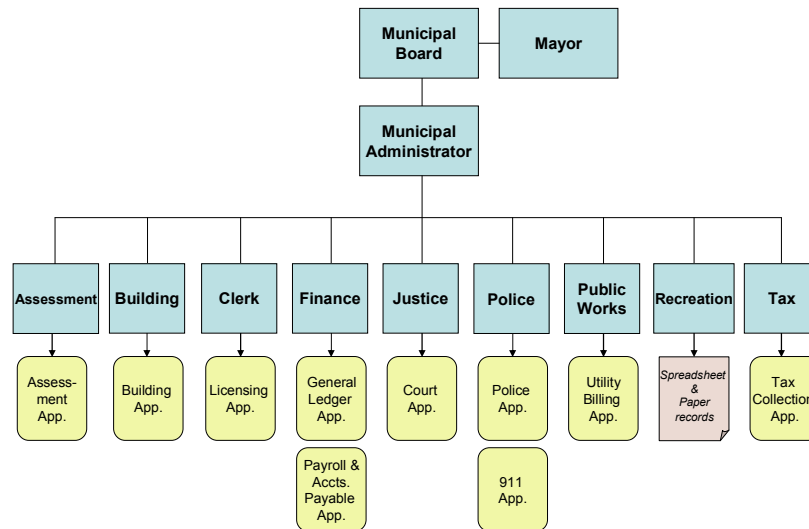 Municipal
Board
Mayor
Municipal
Administrator
Assessment
Building
Clerk
Finance
Justice
Police
Public
Works
Recreation
Tax
Assess-
ment
App.
Building
App.
Licensing
App.
General
Ledger
App.
Court
App.
Police
App.
Utility
Billing
App.
Spreadsheet
&
Paper
records
Tax
Collection
App.
Payroll &
Accts.
Payable
App.
911
App.